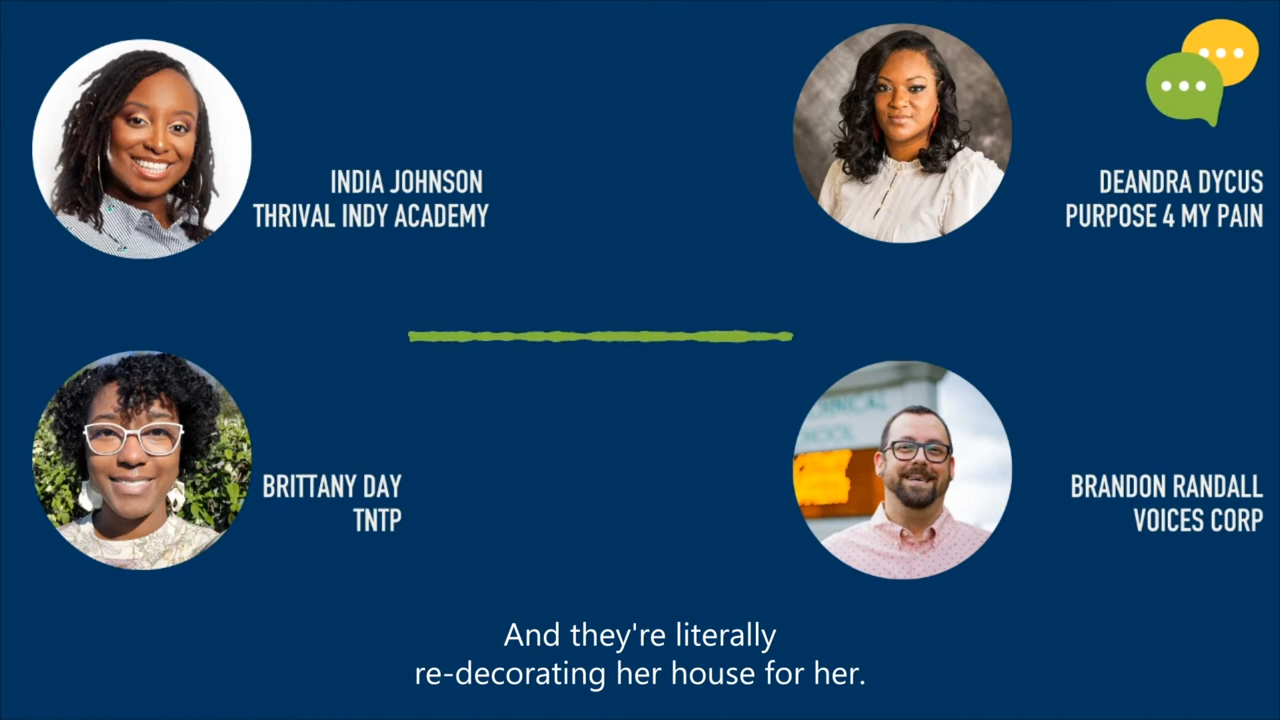 INDIA JOHNSON
THRIVAL INDY ACADEMY
DEANDRA DYCUS
PURPOSE 4 MY PAIN
BRITTANY DAY
TNTP
BRANDON RANDALL
VOICES CORP
And they're literally
re-decorating her house for her.